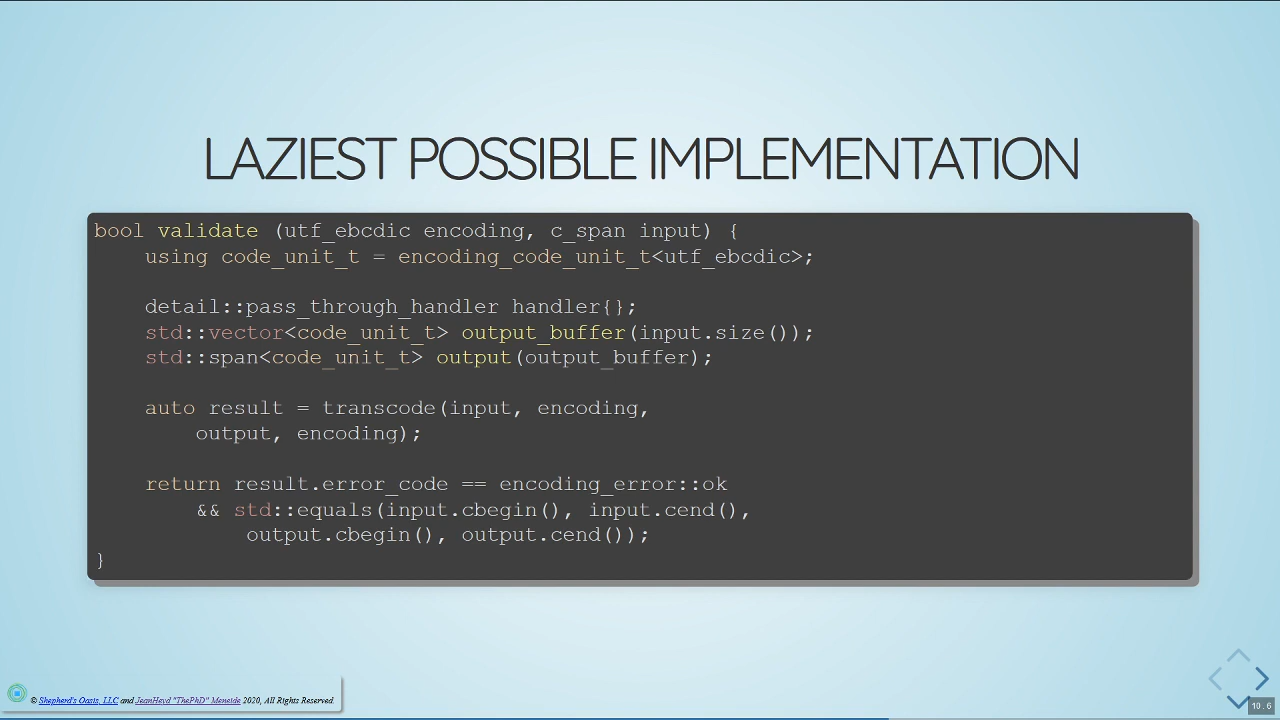 LAZIEST POSSIBLE IMPLEMENTATION
bool validate (utf_ebcdic encoding, c_span input) {
    using code_unit_t = encoding_code_unit_t<utf_ebcdic>;

    detail::pass_through_handler handler{};
    std::vector<code_unit_t> output_buffer(input.size());
    std::span<code_unit_t> output(output_buffer);

    auto result = transcode(input, encoding,
        output, encoding);

    return result.error_code == encoding_error::ok
        && std::equals(input.cbegin(), input.cend(),
            output.cbegin(), output.cend());
}
© Shepherd's Oasis, LLC and JeanHeyd "ThePhD" Meneide 2020, All Rights Reserved.
10.6